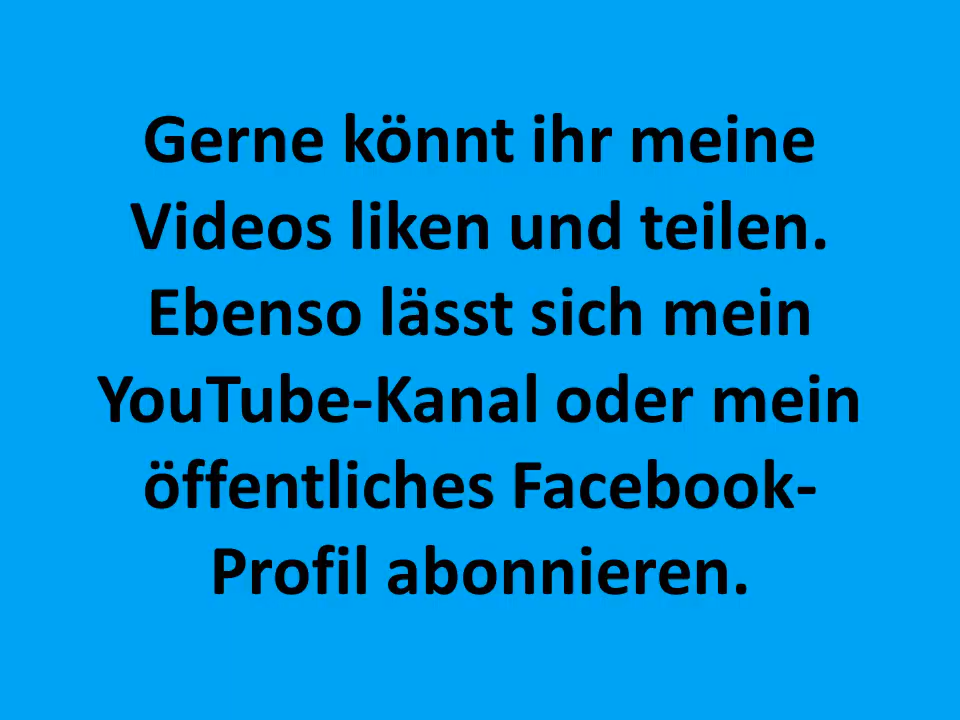 Gerne könnt ihr meine
Videos liken und teilen.
Ebenso lässt sich mein
YouTube-Kanal oder mein
öffentliches Facebook-
Profil abonnieren.